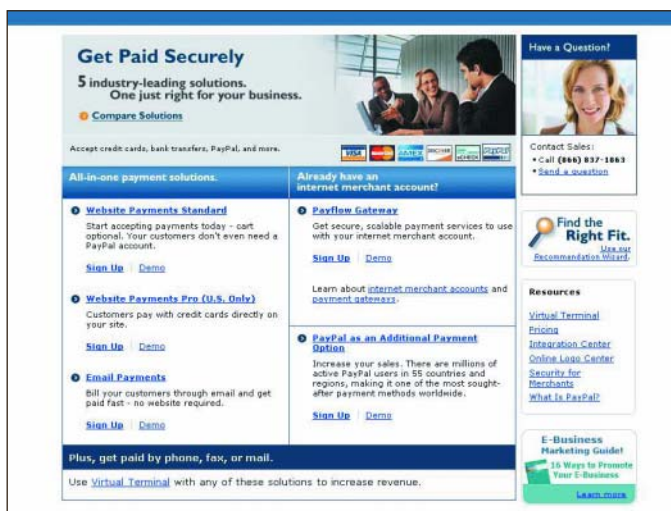 Get Paid Securely
5 industry-leading solutions.
One just right for your business.
Compare Solutions
Accept credit cards, bank transfers, PayPal, and more.
VISA
AMEX
DISCOVER
eCHECK
PayPal
All-in-one payment solutions.
Website Payments Standard
Start accepting payments today - cart
optional. Your customers don't even need a
PayPal account.
Sign Up Demo
Website Payments Pro (U.S. Only)
Customers pay with credit cards directly on
your site.
Sign Up Demo
Email Payments
Bill your customers through email and get
paid fast - no website required.
Sign Up Demo
Already have an
internet merchant account?
Payflow Gateway
Get secure, scalable payment services to use
with your internet merchant account.
Sign Up Demo
Learn about internet merchant accounts and
payment gateways.
PayPal as an Additional Payment
Option
Increase your sales. There are millions of
active PayPal users in 55 countries and
regions, making it one of the most sought-
after payment methods worldwide.
Sign Up Demo
Plus, get paid by phone, fax, or mail.
Use Virtual Terminal with any of these solutions to increase revenue.
Have a Question?
Contact Sales:
• Call (866) 837-1863
• Send a question
Find the
Right Fit.
Use our
Recommendation Wizard.
Resources
Virtual Terminal
Pricing
Integration Center
Online Logo Center
Security for
Merchants
What Is PayPal?
E-Business
Marketing Guide!
16 Ways to Promote
Your E-Business
Learn more